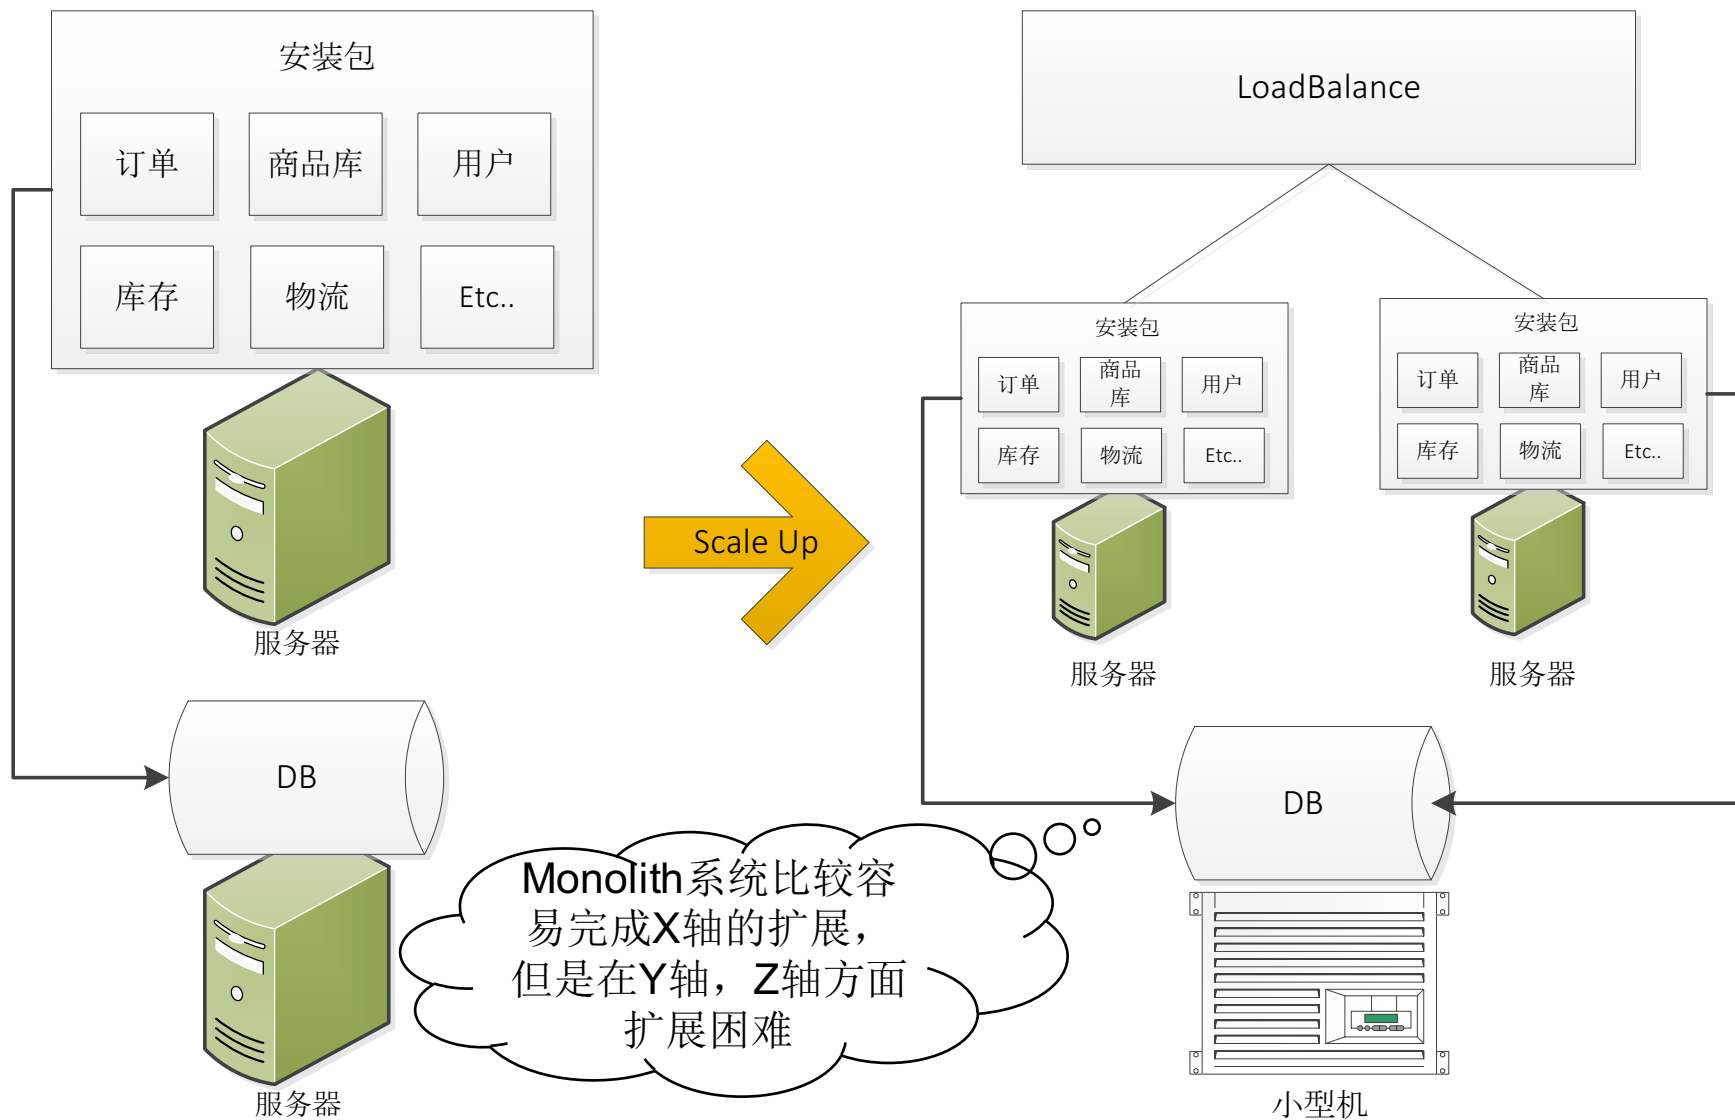 安装包
订单
商品库
用户
库存
物流
Etc..
服务器
DB
服务器
Scale Up
LoadBalance
安装包
订单
商品
库
用户
库存
物流
Etc..
服务器
安装包
订单
商品
库
用户
库存
物流
Etc..
服务器
DB
小型机
Monolith系统比较容
易完成X轴的扩展，
但是在Y轴，Z轴方面
扩展困难